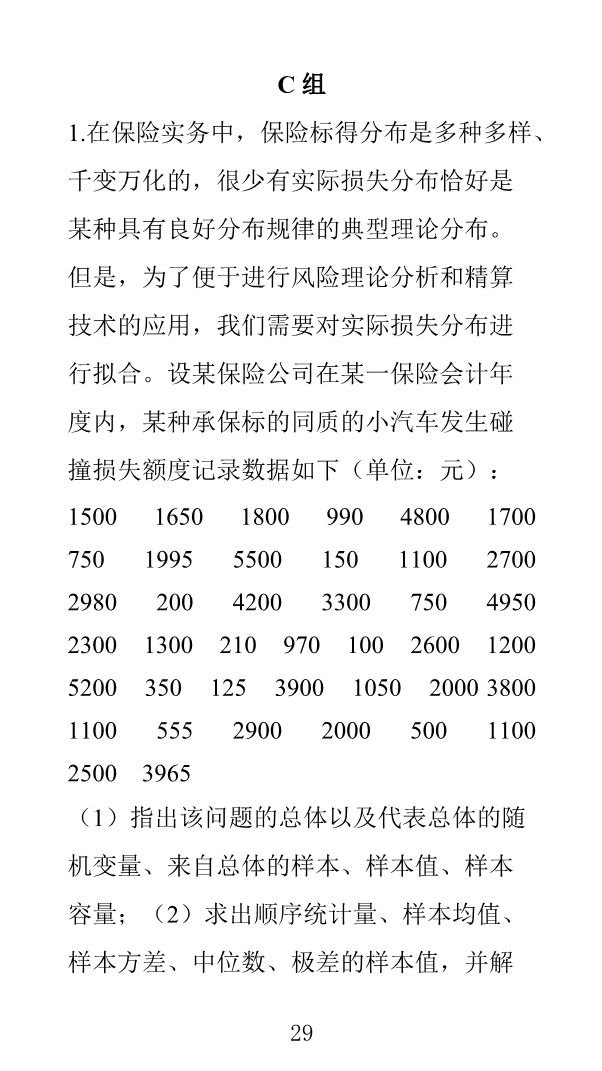 C 组
1.在保险实务中，保险标得分布是多种多样、
千变万化的，很少有实际损失分布恰好是
某种具有良好分布规律的典型理论分布。
但是，为了便于进行风险理论分析和精算
技术的应用，我们需要对实际损失分布进
行拟合。设某保险公司在某一保险会计年
度内，某种承保标的同质的小汽车发生碰
撞损失额度记录数据如下（单位：元）：
1500 1650 1800 990 4800 1700
750 1995 5500 150 1100 2700
2980 200 4200 3300 750 4950
2300 1300 210 970 100 2600 1200
5200 350 125 3900 1050 2000 3800
1100 555 2900 2000 500 1100
2500 3965
（1）指出该问题的总体以及代表总体的随
机变量、来自总体的样本、样本值、样本
容量；（2）求出顺序统计量、样本均值、
样本方差、中位数、极差的样本值，并解
29